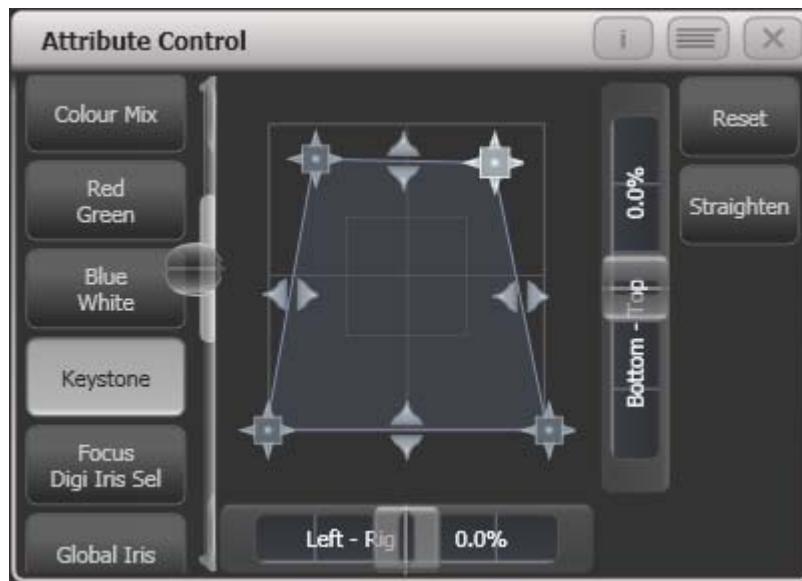 Attribute Control
i
Colour Mix
Red
Green
Blue
White
Keystone
Focus
Digi Iris Sel
Global Iris
Reset
Straighten
Bottom - Top 0.0%
Left - Rig 0.0%